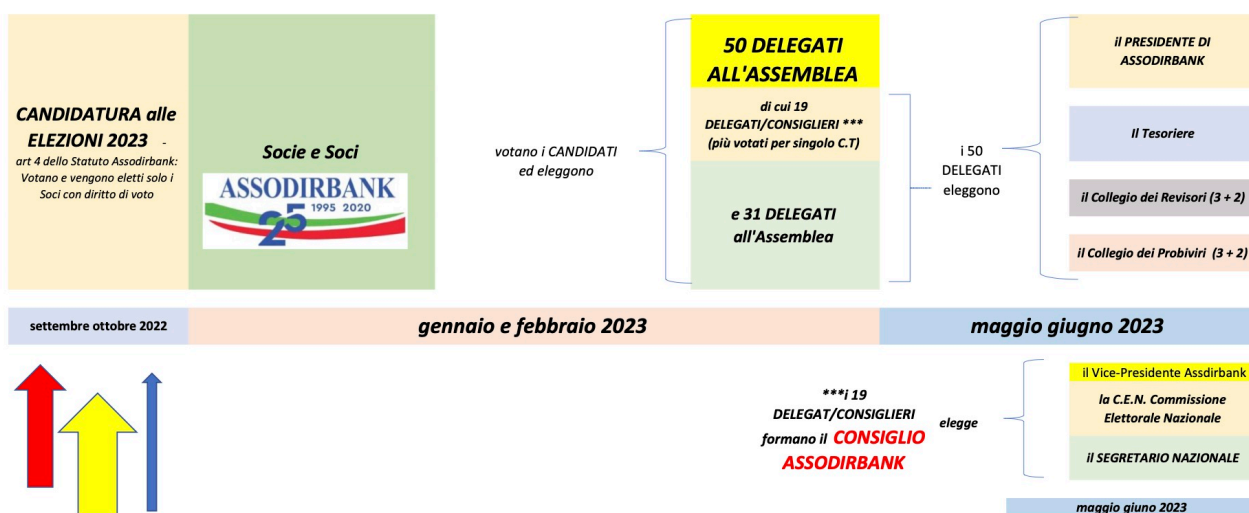 CANDIDATURA alle
ELEZIONI 2023 -
art 4 dello Statuto Assodirbank:
Votano e vengono eletti solo i
Soci con diritto di voto
Socie e Soci
ASSODIRBANK
25 1995 2020
votano i CANDIDATI
ed eleggono
50 DELEGATI
ALL'ASSEMBLEA
di cui 19
DELEGATI/CONSIGLIERI ***
(più votati per singolo C.T)
e 31 DELEGATI
all'Assemblea
i 50
DELEGATI
eleggono
il PRESIDENTE DI
ASSODIRBANK
Il Tesoriere
il Collegio dei Revisori (3 + 2)
il Collegio dei Probiviri (3 + 2)
settembre ottobre 2022
gennaio e febbraio 2023
maggio giugno 2023
***i 19
DELEGAT/CONSIGLIERI
formano il CONSIGLIO
ASSODIRBANK
elegge
il Vice-Presidente Assdirbank
la C.E.N. Commissione
Elettorale Nazionale
il SEGRETARIO NAZIONALE
maggio giuno 2023